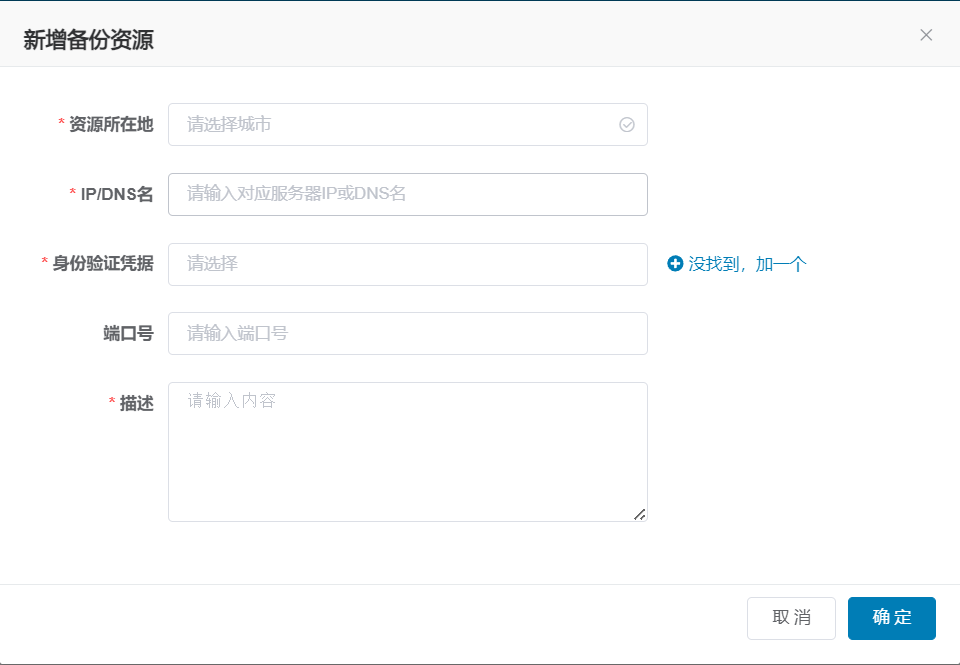 新增备份资源
* 资源所在地 请选择城市
* IP/DNS名 请输入对应服务器IP或DNS名
* 身份验证凭据 请选择 没找到，加一个
端口号 请输入端口号
* 描述 请输入内容
取消 确定